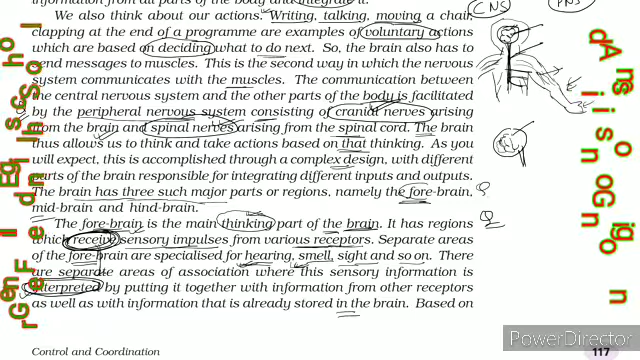 information from all parts of the body and integrate it.
We also think about our actions. Writing, talking, moving a chair,
clapping at the end of a programme are examples of voluntary actions
which are based on deciding what to do next. So, the brain also has to
send messages to muscles. This is the second way in which the nervous
system communicates with the muscles. The communication between
the central nervous system and the other parts of the body is facilitated
by the peripheral nervous system consisting of cranial nerves arising
from the brain and spinal nerves arising from the spinal cord. The brain
thus allows us to think and take actions based on that thinking. As you
will expect, this is accomplished through a complex design, with different
parts of the brain responsible for integrating different inputs and outputs.
The brain has three such major parts or regions, namely the fore-brain,
mid-brain and hind-brain.
The fore-brain is the main thinking part of the brain. It has regions
which receive sensory impulses from various receptors. Separate areas
of the fore-brain are specialised for hearing, smell, sight and so on. There
are separate areas of association where this sensory information is
interpreted by putting it together with information from other receptors
as well as with information that is already stored in the brain. Based on
Control and Coordination
117
CNS
PNS
PowerDirector